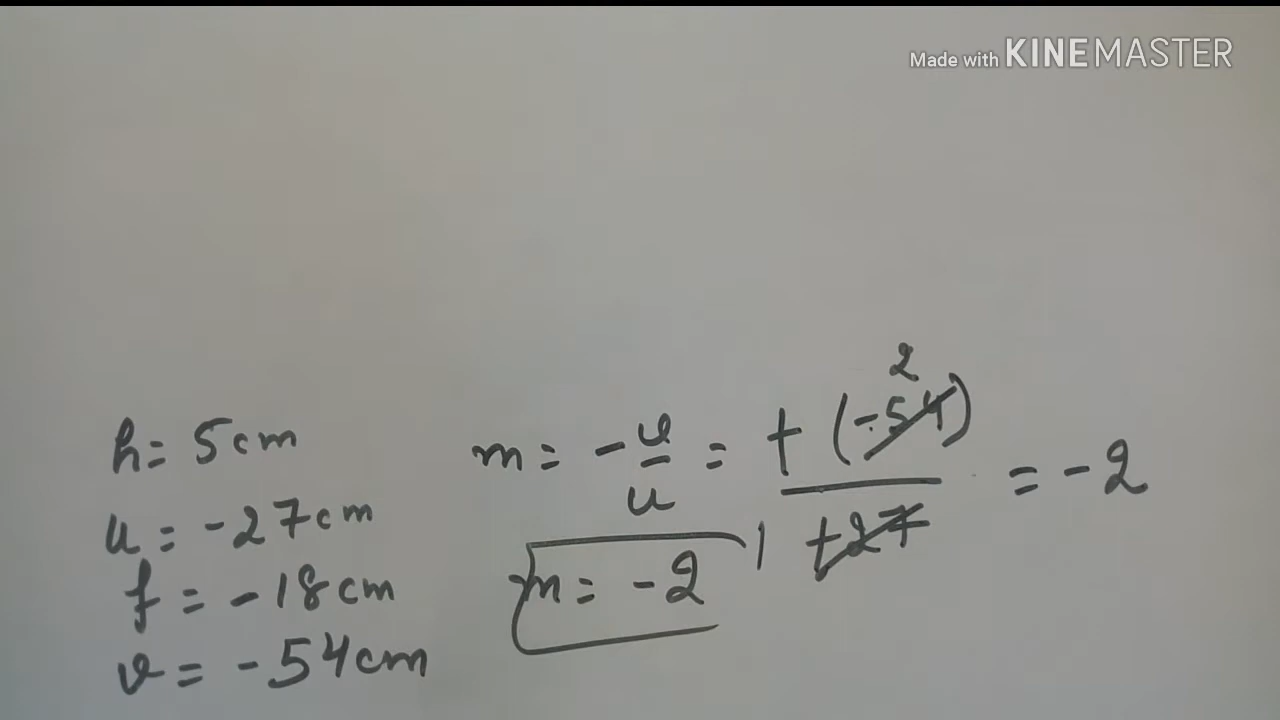 Made with KINEMASTER
h = 5cm
u = -27cm
f = -18cm
v = -54cm
m = -v/u = +(-54)/+27 = -2
2
1
m = -2